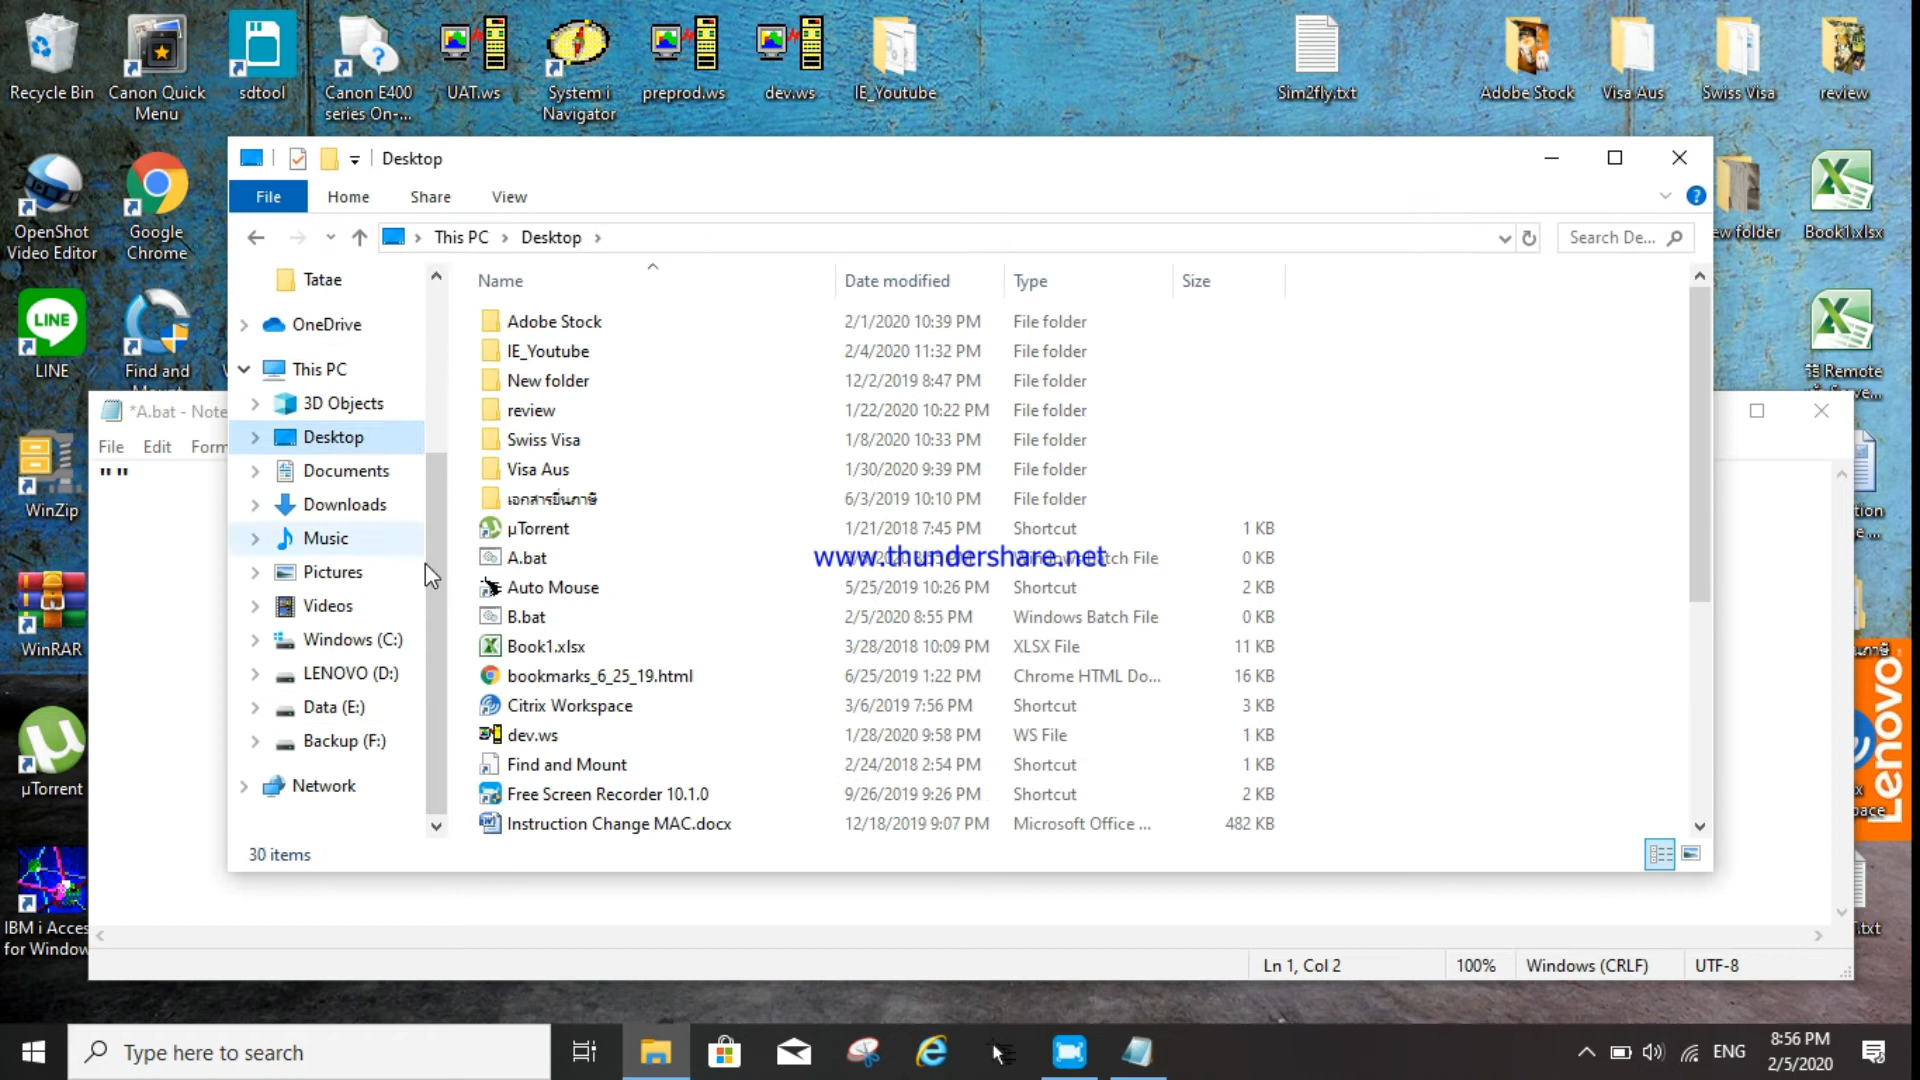 Recycle Bin
Canon Quick Menu
sdtool
Canon E400 series On-...
UAT.ws
System i Navigator
preprod.ws
dev.ws
IE_Youtube
Sim2fly.txt
Adobe Stock
Visa Aus
Swiss Visa
review
OpenShot Video Editor
Google Chrome
LINE
LINE
Find and
WinZip
WinRAR
µTorrent
IBM i Acces
for Window
Book1.xlsx
Remote
Lenovo
*A.bat - Note
File Edit Form
""
Desktop
File Home Share View
This PC Desktop
Search De...
Tatae
OneDrive
This PC
3D Objects
Desktop
Documents
Downloads
Music
Pictures
Videos
Windows (C:)
LENOVO (D:)
Data (E:)
Backup (F:)
Network
Name Date modified Type Size
Adobe Stock 2/1/2020 10:39 PM File folder
IE_Youtube 2/4/2020 11:32 PM File folder
New folder 12/2/2019 8:47 PM File folder
review 1/22/2020 10:22 PM File folder
Swiss Visa 1/8/2020 10:33 PM File folder
Visa Aus 1/30/2020 9:39 PM File folder
เอกสารยื่นภาษี 6/3/2019 10:10 PM File folder
µTorrent 1/21/2018 7:45 PM Shortcut 1 KB
A.bat 0 KB
www.thundershare.net
Auto Mouse 5/25/2019 10:26 PM Shortcut 2 KB
B.bat 2/5/2020 8:55 PM Windows Batch File 0 KB
Book1.xlsx 3/28/2018 10:09 PM XLSX File 11 KB
bookmarks_6_25_19.html 6/25/2019 1:22 PM Chrome HTML Do... 16 KB
Citrix Workspace 3/6/2019 7:56 PM Shortcut 3 KB
dev.ws 1/28/2020 9:58 PM WS File 1 KB
Find and Mount 2/24/2018 2:54 PM Shortcut 1 KB
Free Screen Recorder 10.1.0 9/26/2019 9:26 PM Shortcut 2 KB
Instruction Change MAC.docx 12/18/2019 9:07 PM Microsoft Office ... 482 KB
30 items
Ln 1, Col 2 100% Windows (CRLF) UTF-8
Type here to search
ENG
8:56 PM
2/5/2020